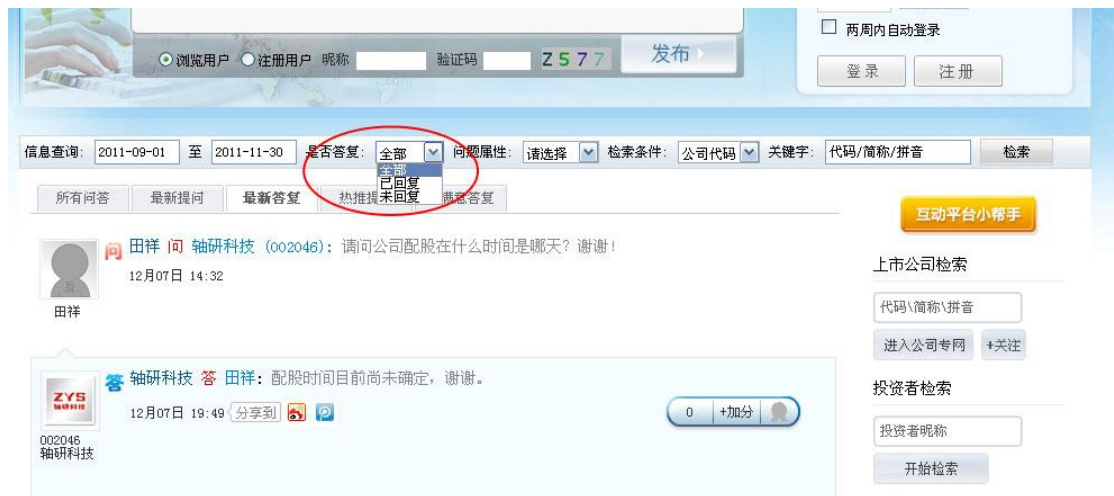 两周内自动登录
浏览用户 注册用户 昵称 验证码 Z577 发布
登录 注册
信息查询: 2011-09-01 至 2011-11-30 是否答复: 全部 问题属性: 请选择 检索条件: 公司代码 关键字: 代码/简称/拼音 检索
全部
已回复
未回复
所有问答 最新提问 最新答复 热推提 满意答复
互动平台小帮手
问 田祥 问 轴研科技 (002046): 请问公司配股在什么时间是哪天? 谢谢!
12月07日 14:32
田祥
上市公司检索
代码\简称\拼音
进入公司专网 +关注
答 轴研科技 答 田祥: 配股时间目前尚未确定, 谢谢。
ZYS
轴研科技
12月07日 19:49 分享到
0 +加分
002046
轴研科技
投资者检索
投资者昵称
开始检索